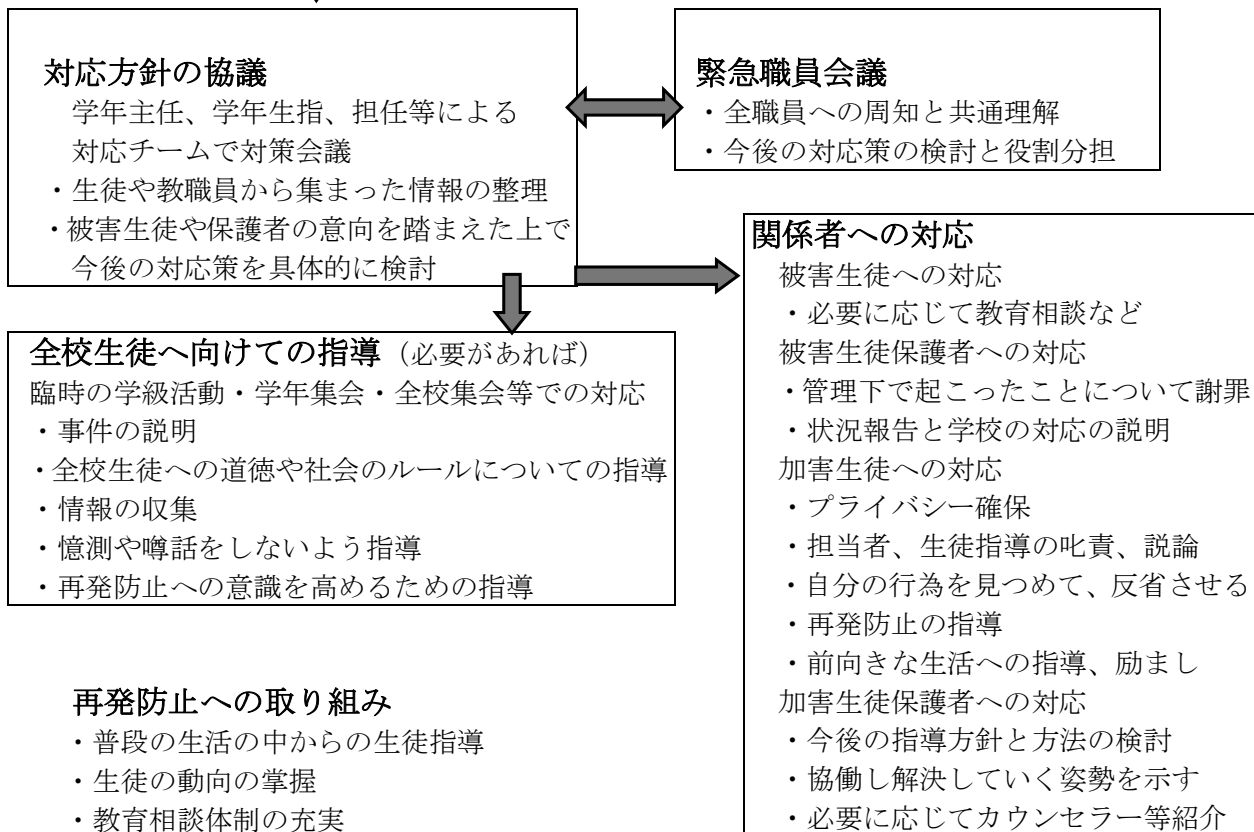 対応方針の協議
学年主任、学年生指、担任等による
対応チームで対策会議
・生徒や教職員から集まった情報の整理
・被害生徒や保護者の意向を踏まえた上で
今後の対応策を具体的に検討
緊急職員会議
・全職員への周知と共通理解
・今後の対応策の検討と役割分担
全校生徒へ向けての指導（必要があれば）
臨時の学級活動・学年集会・全校集会等での対応
・事件の説明
・全校生徒への道徳や社会のルールについての指導
・情報の収集
・憶測や噂話をしないよう指導
・再発防止への意識を高めるための指導
関係者への対応
被害生徒への対応
・必要に応じて教育相談など
被害生徒保護者への対応
・管理下で起こったことについて謝罪
・状況報告と学校の対応の説明
加害生徒への対応
・プライバシー確保
・担当者、生徒指導の叱責、説論
・自分の行為を見つめて、反省させる
・再発防止の指導
・前向きな生活への指導、励まし
加害生徒保護者への対応
・今後の指導方針と方法の検討
・協働し解決していく姿勢を示す
・必要に応じてカウンセラー等紹介
再発防止への取り組み
・普段の生活の中からの生徒指導
・生徒の動向の掌握
・教育相談体制の充実